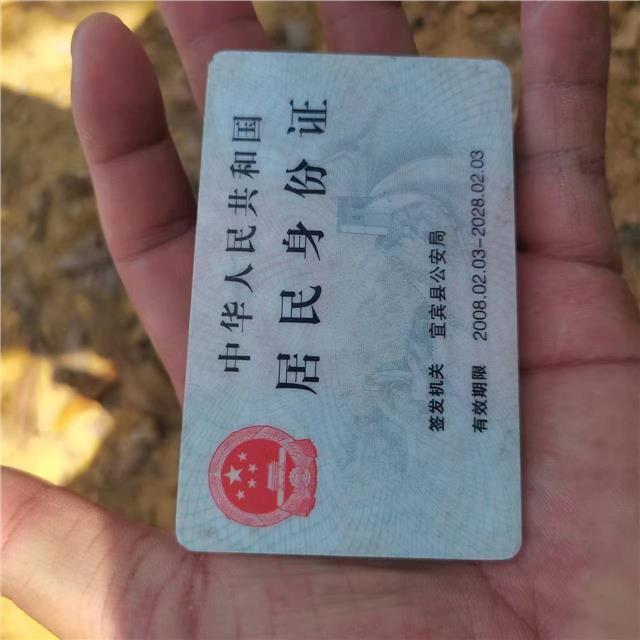 中华人民共和国
居民身份证
签发机关 宜宾县公安局
有效期限 2008.02.03-2028.02.03